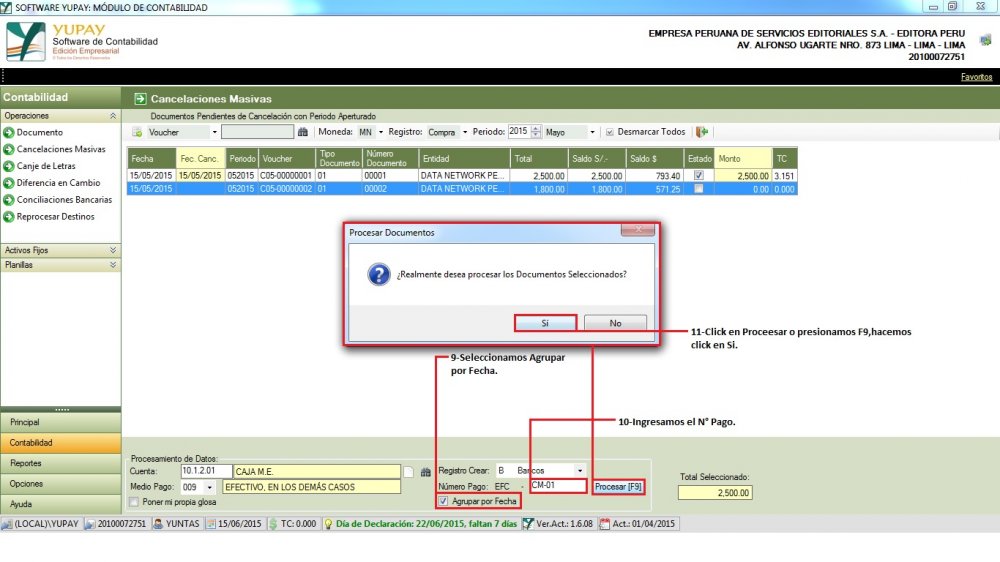 SOFTWARE YUPAY: MÓDULO DE CONTABILIDAD
YUPAY
Software de Contabilidad
Edición Empresarial
© Todos los Derechos Reservados
EMPRESA PERUANA DE SERVICIOS EDITORIALES S.A. - EDITORA PERU
AV. ALFONSO UGARTE NRO. 873 LIMA - LIMA - LIMA
20100072751
Favoritos
Contabilidad
Cancelaciones Masivas
Operaciones
Documentos Pendientes de Cancelación con Periodo Aperturado
Documento
Voucher Moneda: MN Registro: Compra Periodo: 2015 Mayo Desmarcar Todos
Cancelaciones Masivas
Canje de Letras
Diferencia en Cambio
Conciliaciones Bancarias
Reprocesar Destinos
Activos Fijos
Planillas
Fecha Fec. Canc. Periodo Voucher Tipo Documento Número Documento Entidad Total Saldo S/.- Saldo $ Estado Monto TC
15/05/2015 15/05/2015 052015 C05-00000001 01 00001 DATA NETWORK PE... 2,500.00 2,500.00 793.40 2,500.00 3.151
15/05/2015 052015 C05-00000002 01 00002 DATA NETWORK PE... 1,800.00 1,800.00 571.25 0.00 0.000
Procesar Documentos
¿Realmente desea procesar los Documentos Seleccionados?
Sí No
11-Click en Proceesar o presionamos F9,hacemos
click en Si.
9-Seleccionamos Agrupar
por Fecha.
10-Ingresamos el N° Pago.
Principal
Contabilidad
Reportes
Opciones
Ayuda
Procesamiento de Datos:
Cuenta: 10.1.2.01 CAJA M.E. Registro Crear: B Bancos
Medio Pago: 009 EFECTIVO, EN LOS DEMÁS CASOS Número Pago: EFC - CM-01 Procesar [F9]
Poner mi propia glosa Agrupar por Fecha
Total Seleccionado:
2,500.00
(LOCAL)\YUPAY 20100072751 YUNTAS 15/06/2015 TC: 0.000 Día de Declaración: 22/06/2015, faltan 7 días Ver.Act.: 1.6.08 Act.: 01/04/2015